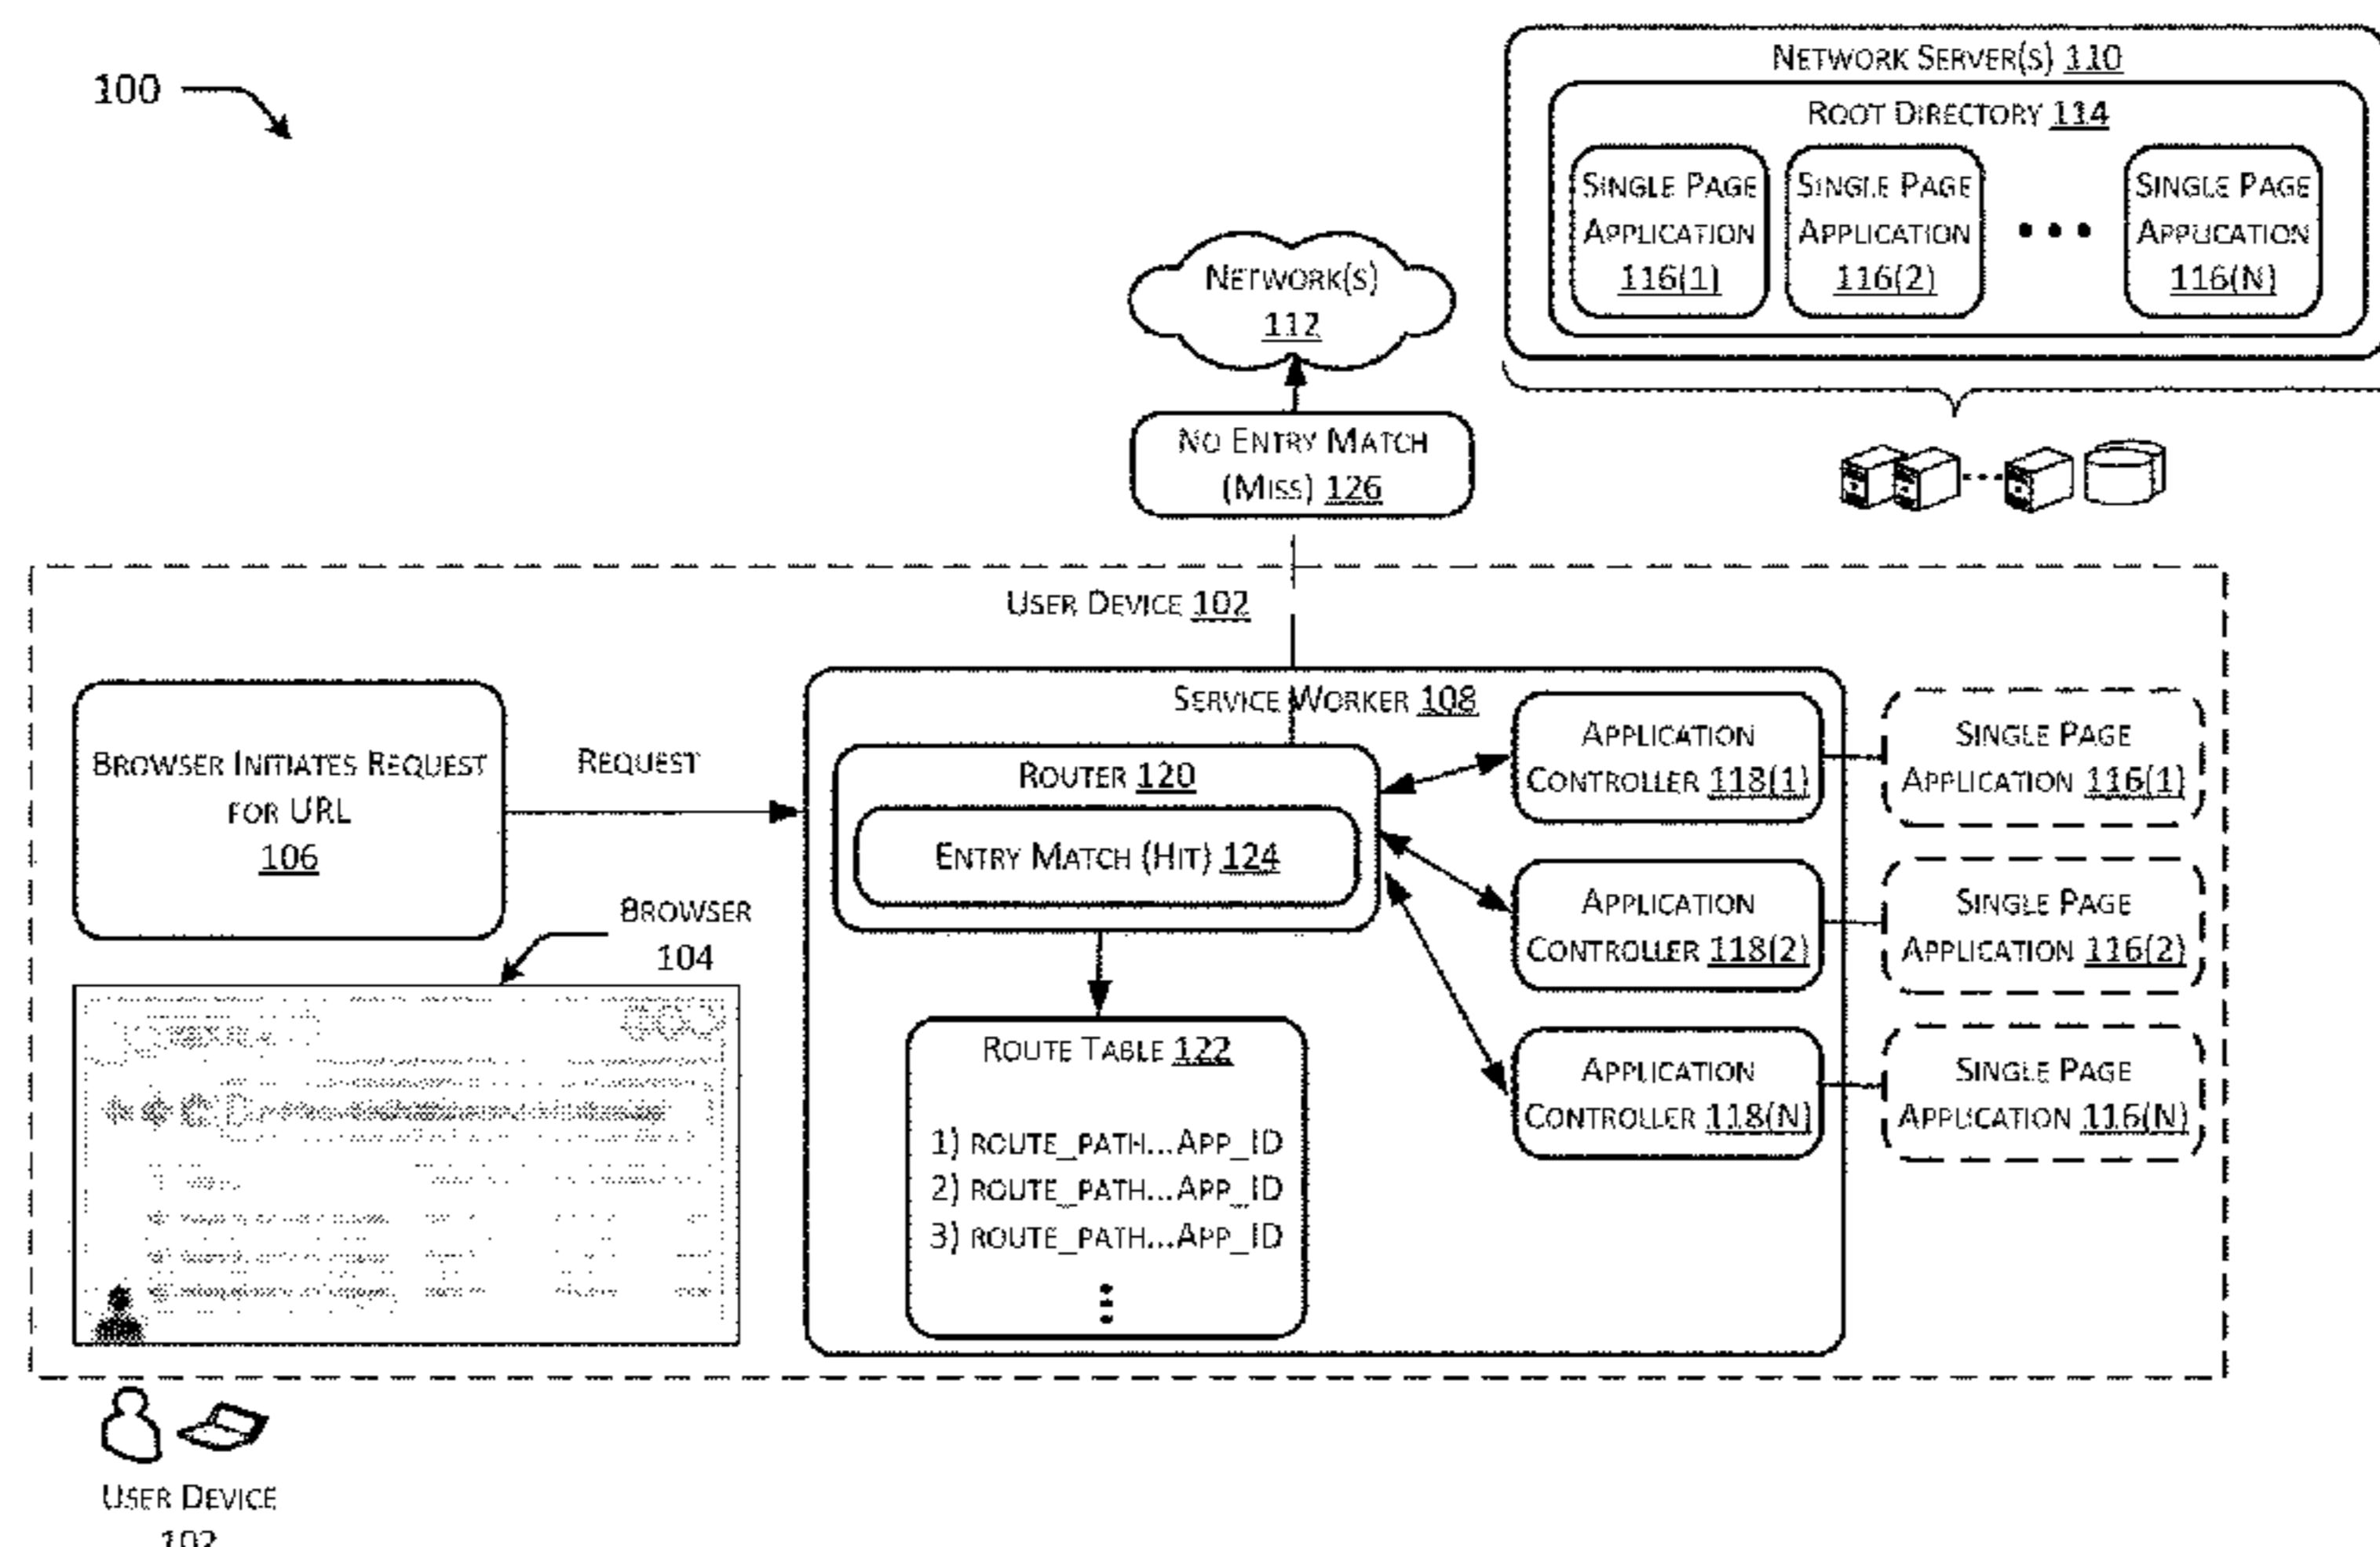 100
NETWORK SERVER(S) 110
ROOT DIRECTORY 114
SINGLE PAGE
APPLICATION
116(1)
SINGLE PAGE
APPLICATION
116(2)
SINGLE PAGE
APPLICATION
116(N)
NETWORK(S)
112
NO ENTRY MATCH
(MISS) 126
USER DEVICE 102
BROWSER INITIATES REQUEST
FOR URL
106
REQUEST
BROWSER
104
SERVICE WORKER 108
ROUTER 120
ENTRY MATCH (HIT) 124
ROUTE TABLE 122
1) ROUTE_PATH...APP_ID
2) ROUTE_PATH...APP_ID
3) ROUTE_PATH...APP_ID
APPLICATION
CONTROLLER 118(1)
APPLICATION
CONTROLLER 118(2)
APPLICATION
CONTROLLER 118(N)
SINGLE PAGE
APPLICATION 116(1)
SINGLE PAGE
APPLICATION 116(2)
SINGLE PAGE
APPLICATION 116(N)
USER DEVICE
102